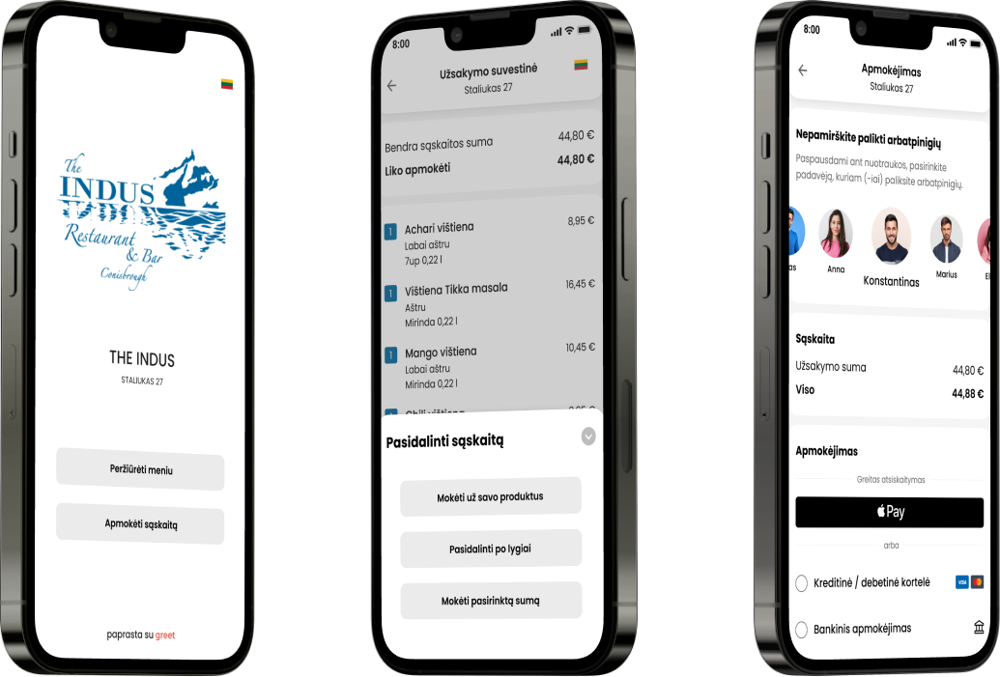 The
INDUS
Restaurant
& Bar
Conisbrough
THE INDUS
STALIUKAS 27
Peržiūrėti meniu
Apmokėti sąskaitą
paprasta su greet
8:00
Užsakymo suvestinė
Staliukas 27
Bendra sąskaitos suma 44,80 €
Liko apmokėti 44,80 €
1 Achari vištiena 8,95 €
Labai aštru
7up 0,22 l
1 Vištiena Tikka masala 16,45 €
Aštru
Mirinda 0,22 l
1 Mango vištiena 10,45 €
Labai aštru
Mirinda 0,22 l
Chili vištiena
Pasidalinti sąskaitą
Mokėti už savo produktus
Pasidalinti po lygiai
Mokėti pasirinktą sumą
8:00
Apmokėjimas
Staliukas 27
Nepamirškite palikti arbatpinigių
Paspausdami ant nuotraukos, pasirinkite
padavėją, kuriam (-iai) paliksite arbatpinigių.
as Anna Konstantinas Marius El
Sąskaita
Užsakymo suma 44,80 €
Viso 44,88 €
Apmokėjimas
Greitas atsiskaitymas
Pay
arba
Kreditinė / debetinė kortelė VISA
Bankinis apmokėjimas